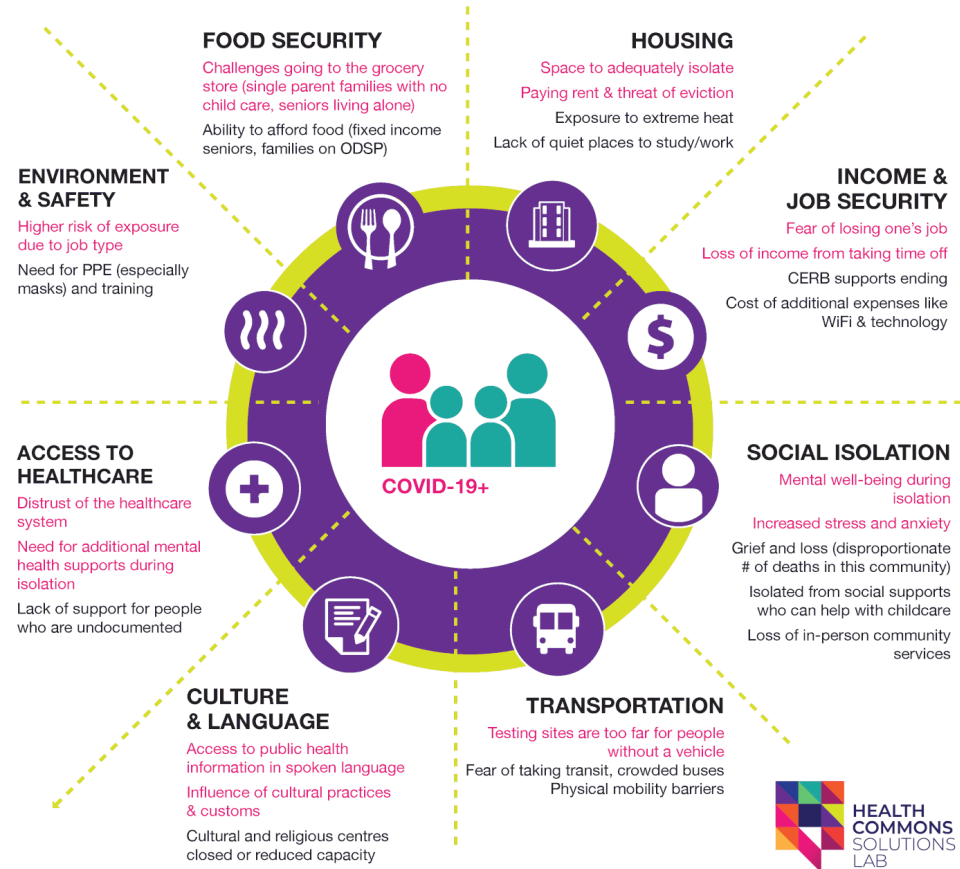 FOOD SECURITY
Challenges going to the grocery
store (single parent families with no
child care, seniors living alone)
Ability to afford food (fixed income
seniors, families on ODSP)
HOUSING
Space to adequately isolate
Paying rent & threat of eviction
Exposure to extreme heat
Lack of quiet places to study/work
ENVIRONMENT
& SAFETY
Higher risk of exposure
due to job type
Need for PPE (especially
masks) and training
INCOME &
JOB SECURITY
Fear of losing one's job
Loss of income from taking time off
CERB supports ending
Cost of additional expenses like
WiFi & technology
$
COVID-19+
ACCESS TO
HEALTHCARE
Distrust of the healthcare
system
Need for additional mental
health supports during
isolation
Lack of support for people
who are undocumented
SOCIAL ISOLATION
Mental well-being during
isolation
Increased stress and anxiety
Grief and loss (disproportionate
# of deaths in this community)
Isolated from social supports
who can help with childcare
Loss of in-person community
services
CULTURE
& LANGUAGE
Access to public health
information in spoken language
Influence of cultural practices
& customs
Cultural and religious centres
closed or reduced capacity
TRANSPORTATION
Testing sites are too far for people
without a vehicle
Fear of taking transit, crowded buses
Physical mobility barriers
HEALTH
COMMONS
SOLUTIONS
LAB